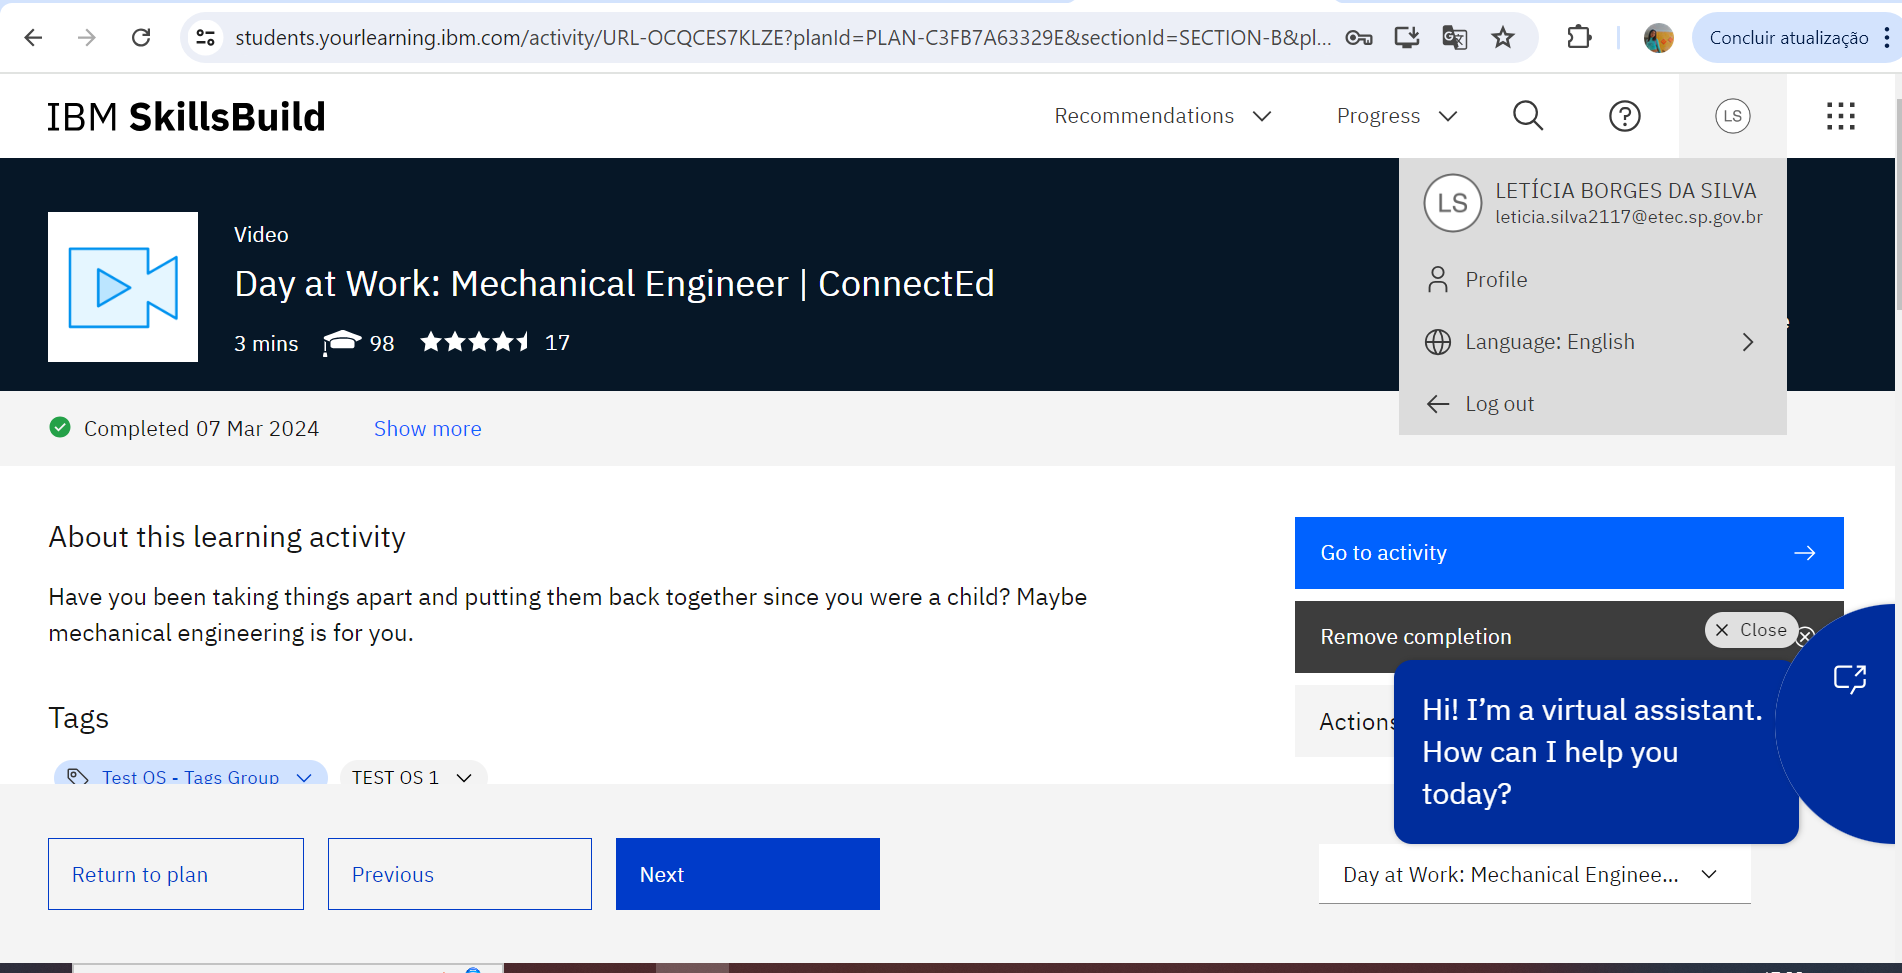 students.yourlearning.ibm.com/activity/URL-OCQCES7KLZE?planId=PLAN-C3FB7A63329E&sectionId=SECTION-B&pl...
Concluir atualização
IBM SkillsBuild
Recommendations
Progress
LS
LS
LETÍCIA BORGES DA SILVA
leticia.silva2117@etec.sp.gov.br
Profile
Language: English
Log out
Video
Day at Work: Mechanical Engineer | ConnectEd
3 mins 98 17
Completed 07 Mar 2024 Show more
About this learning activity
Have you been taking things apart and putting them back together since you were a child? Maybe
mechanical engineering is for you.
Tags
Test OS - Tags Group
TEST OS 1
Go to activity
Remove completion
Close
Actions
Hi! I'm a virtual assistant.
How can I help you
today?
Return to plan
Previous
Next
Day at Work: Mechanical Enginee...